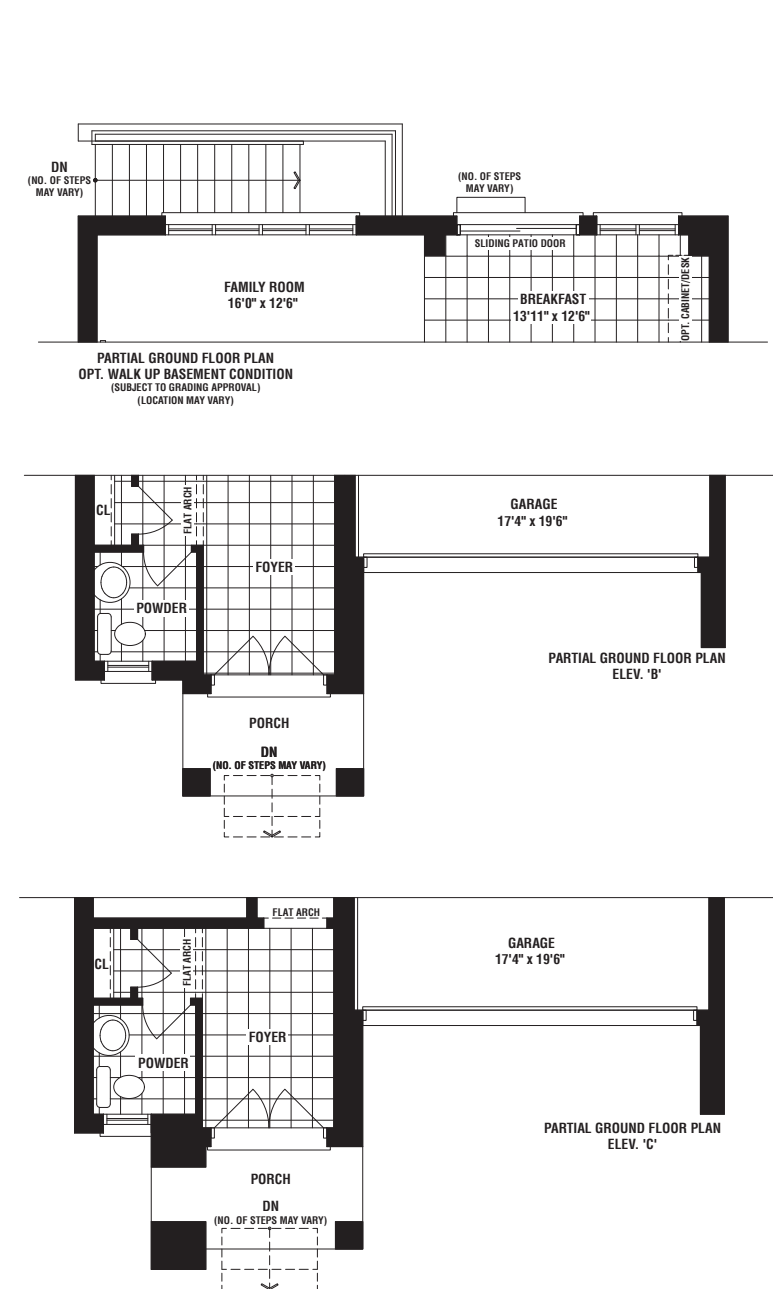 DN
(NO. OF STEPS
MAY VARY)
(NO. OF STEPS
MAY VARY)
SLIDING PATIO DOOR
FAMILY ROOM
16'0" x 12'6"
BREAKFAST
13'11" x 12'6"
OPT. CABINET/DESK
PARTIAL GROUND FLOOR PLAN
OPT. WALK UP BASEMENT CONDITION
(SUBJECT TO GRADING APPROVAL)
(LOCATION MAY VARY)
CL
FLAT ARCH
GARAGE
17'4" x 19'6"
FOYER
POWDER
PARTIAL GROUND FLOOR PLAN
ELEV. 'B'
PORCH
DN
(NO. OF STEPS MAY VARY)
FLAT ARCH
CL
FLAT ARCH
GARAGE
17'4" x 19'6"
FOYER
POWDER
PARTIAL GROUND FLOOR PLAN
ELEV. 'C'
PORCH
DN
(NO. OF STEPS MAY VARY)